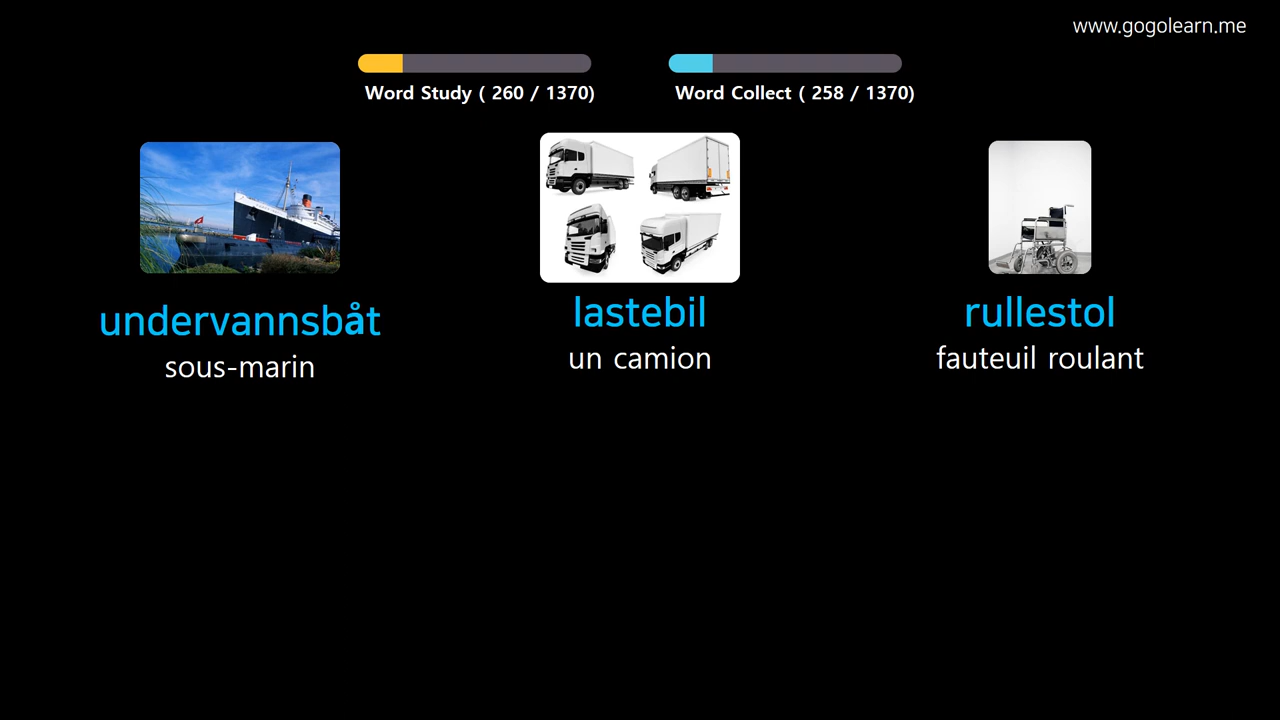 www.gogolearn.me
Word Study ( 260 / 1370)
Word Collect ( 258 / 1370)
undervannsbåt
sous-marin
lastebil
un camion
rullestol
fauteuil roulant